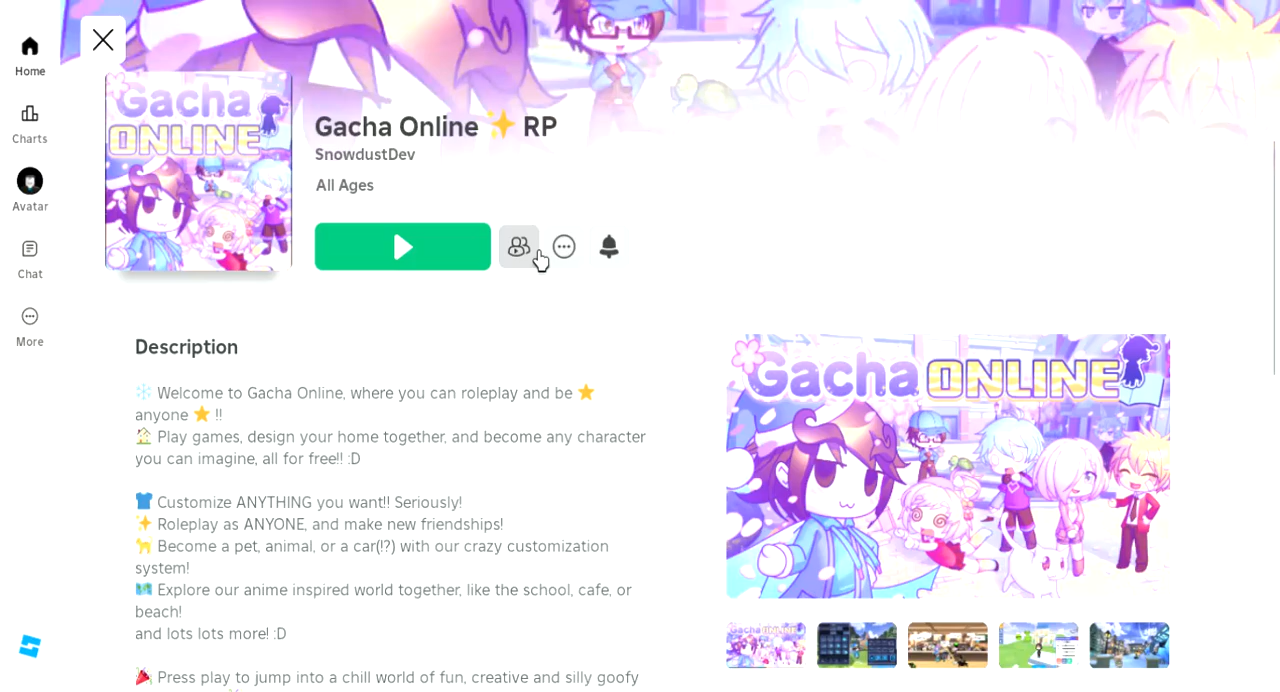 Home
Charts
Avatar
Chat
More
Gacha
ONLINE
Gacha Online ✨ RP
SnowdustDev
All Ages
Description
❄️ Welcome to Gacha Online, where you can roleplay and be ⭐
anyone ⭐ !!
🏠 Play games, design your home together, and become any character
you can imagine, all for free!! :D
👕 Customize ANYTHING you want!! Seriously!
✨ Roleplay as ANYONE, and make new friendships!
🐈 Become a pet, animal, or a car(!?) with our crazy customization
system!
🗺️ Explore our anime inspired world together, like the school, cafe, or
beach!
and lots lots more! :D
🎉 Press play to jump into a chill world of fun, creative and silly goofy
Gacha ONLINE
Gacha ONLINE